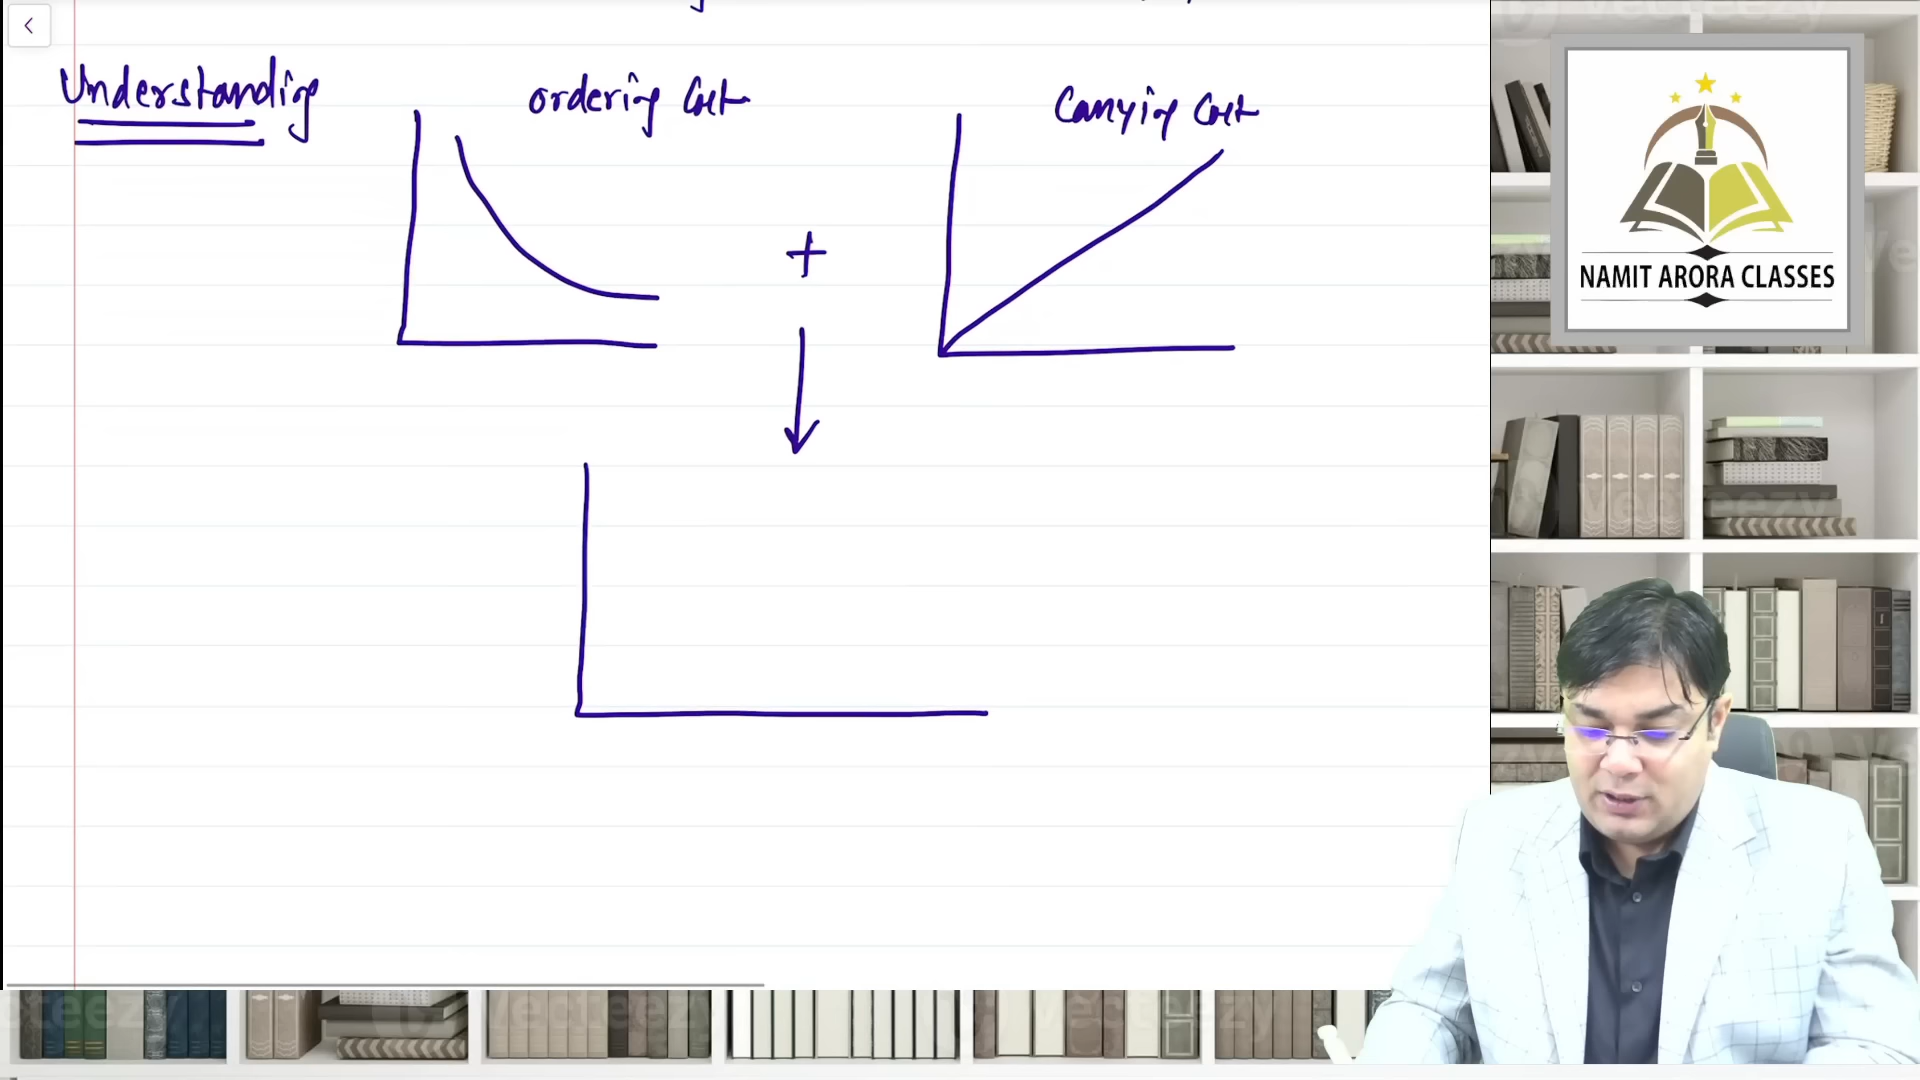 Understanding
ordering Cost
Carrying Cost
+
NAMIT ARORA CLASSES